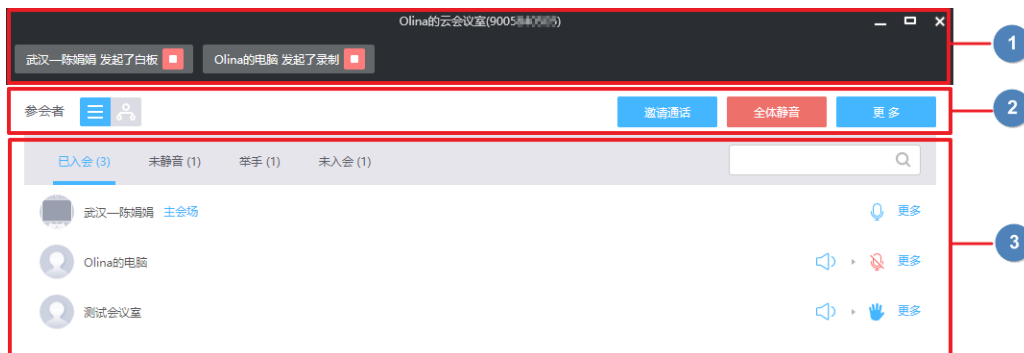 Olina的云会议室(9005
武汉—陈娟娟 发起了白板 Olina的电脑 发起了录制
1
参会者 邀请通话 全体静音 更多
2
已入会 (3) 未静音 (1) 举手 (1) 未入会 (1)
武汉—陈娟娟 主会场 更多
Olina的电脑 更多
3
测试会议室 更多